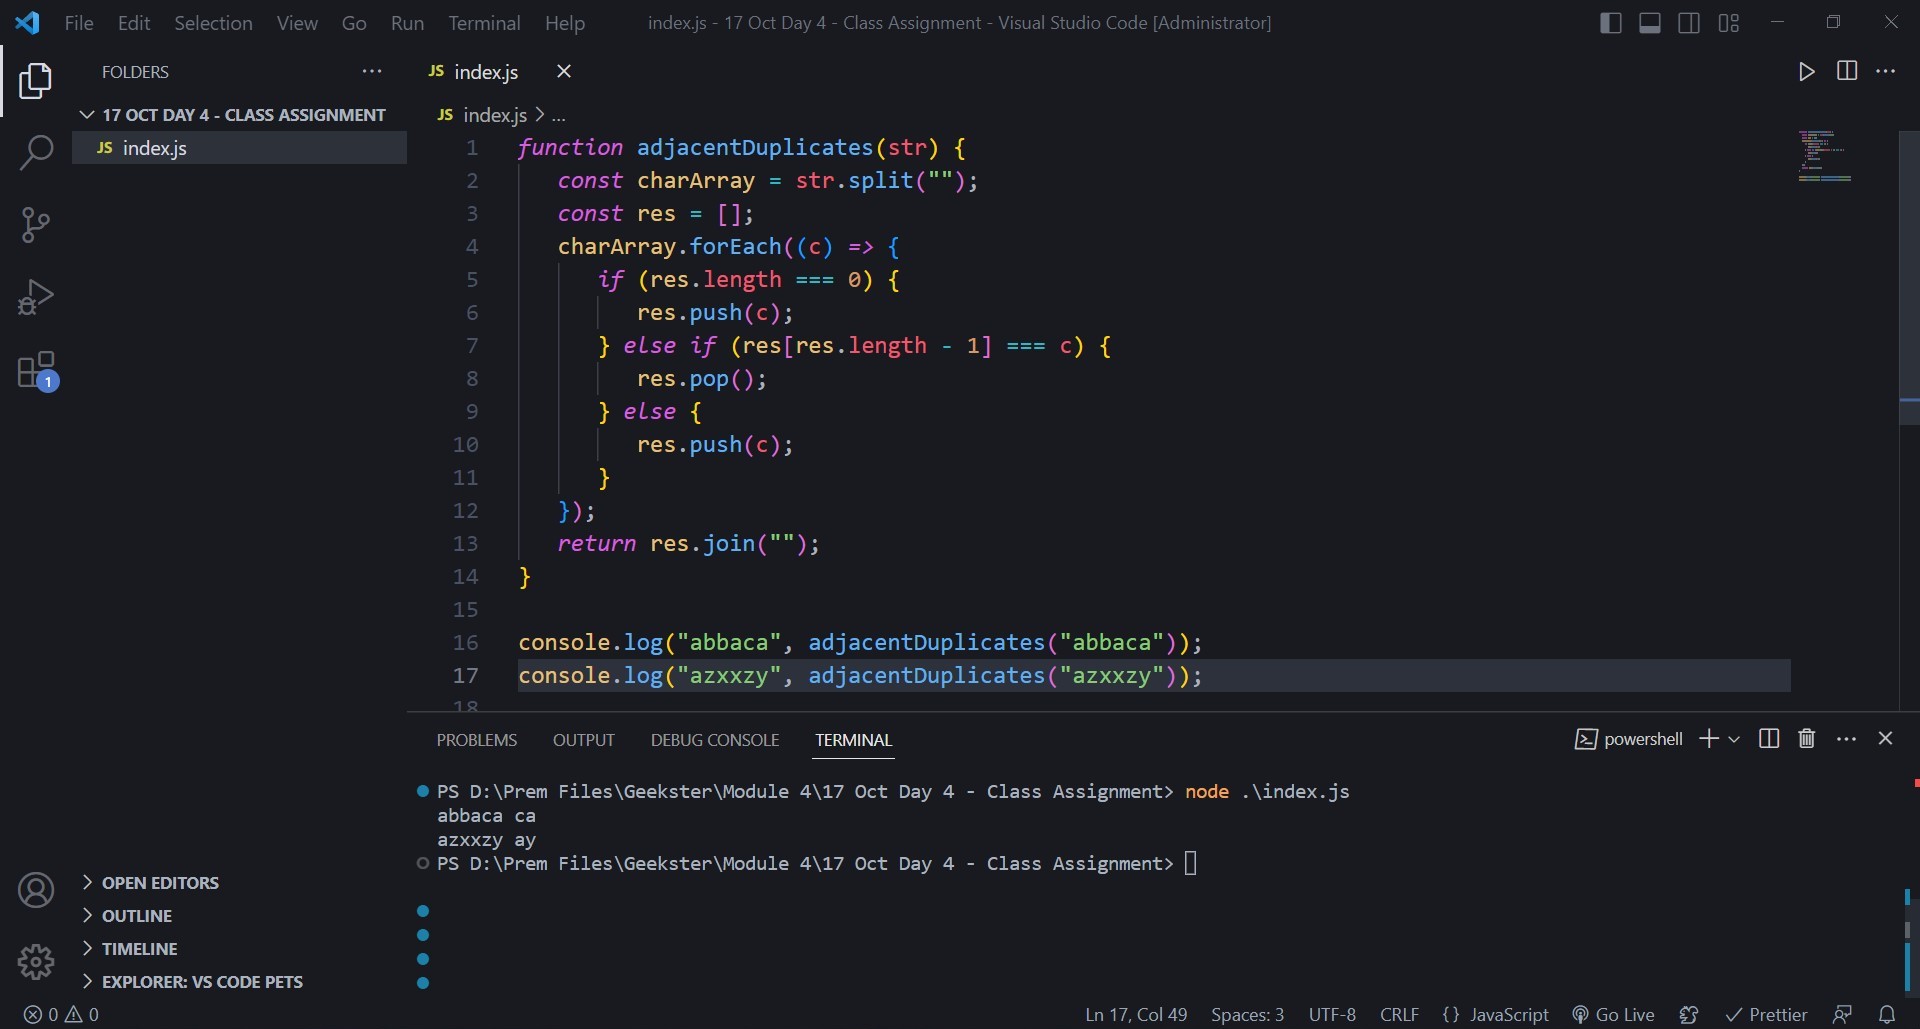 File Edit Selection View Go Run Terminal Help index.js - 17 Oct Day 4 - Class Assignment - Visual Studio Code [Administrator]
FOLDERS ...
17 OCT DAY 4 - CLASS ASSIGNMENT
JS index.js
1
OPEN EDITORS
OUTLINE
TIMELINE
EXPLORER: VS CODE PETS
JS index.js
JS index.js > ...
1 function adjacentDuplicates(str) {
2 const charArray = str.split("");
3 const res = [];
4 charArray.forEach((c) => {
5 if (res.length === 0) {
6 res.push(c);
7 } else if (res[res.length - 1] === c) {
8 res.pop();
9 } else {
10 res.push(c);
11 }
12 });
13 return res.join("");
14 }
15
16 console.log("abbaca", adjacentDuplicates("abbaca"));
17 console.log("azxxzy", adjacentDuplicates("azxxzy"));
18
PROBLEMS OUTPUT DEBUG CONSOLE TERMINAL powershell
PS D:\Prem Files\Geekster\Module 4\17 Oct Day 4 - Class Assignment> node .\index.js
abbaca ca
azxxzy ay
PS D:\Prem Files\Geekster\Module 4\17 Oct Day 4 - Class Assignment>
0 0 Ln 17, Col 49 Spaces: 3 UTF-8 CRLF {} JavaScript Go Live Prettier